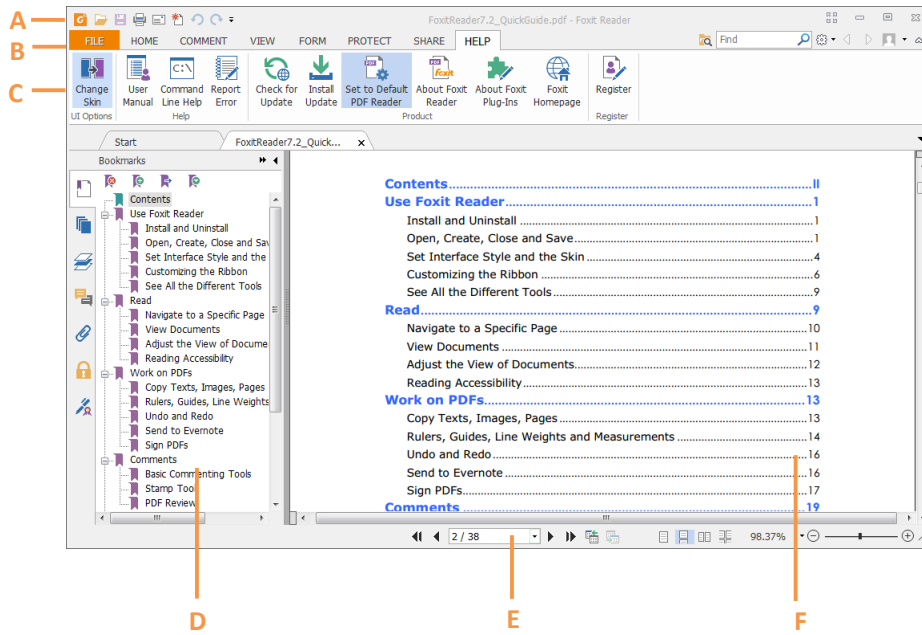 A
FoxitReader7.2_QuickGuide.pdf - Foxit Reader
B
FILE HOME COMMENT VIEW FORM PROTECT SHARE HELP Find
C
Change Skin
User Manual
Command Line Help
Report Error
Check for Update
Install Update
Set to Default PDF Reader
About Foxit Reader
About Foxit Plug-Ins
Foxit Homepage
Register
UI Options Help Product Register
Start FoxitReader7.2_Quick... x
Bookmarks
Contents
Use Foxit Reader
Install and Uninstall
Open, Create, Close and Sav
Set Interface Style and the
Customizing the Ribbon
See All the Different Tools
Read
Navigate to a Specific Page
View Documents
Adjust the View of Docume
Reading Accessibility
Work on PDFs
Copy Texts, Images, Pages
Rulers, Guides, Line Weights
Undo and Redo
Send to Evernote
Sign PDFs
Comments
Basic Commenting Tools
Stamp Tool
PDF Review
Contents II
Use Foxit Reader 1
Install and Uninstall 1
Open, Create, Close and Save 1
Set Interface Style and the Skin 4
Customizing the Ribbon 6
See All the Different Tools 9
Read 9
Navigate to a Specific Page 10
View Documents 11
Adjust the View of Documents 12
Reading Accessibility 13
Work on PDFs 13
Copy Texts, Images, Pages 13
Rulers, Guides, Line Weights and Measurements 14
Undo and Redo 16
Send to Evernote 16
Sign PDFs 17
Comments 19
2 / 38 98.37%
D E F